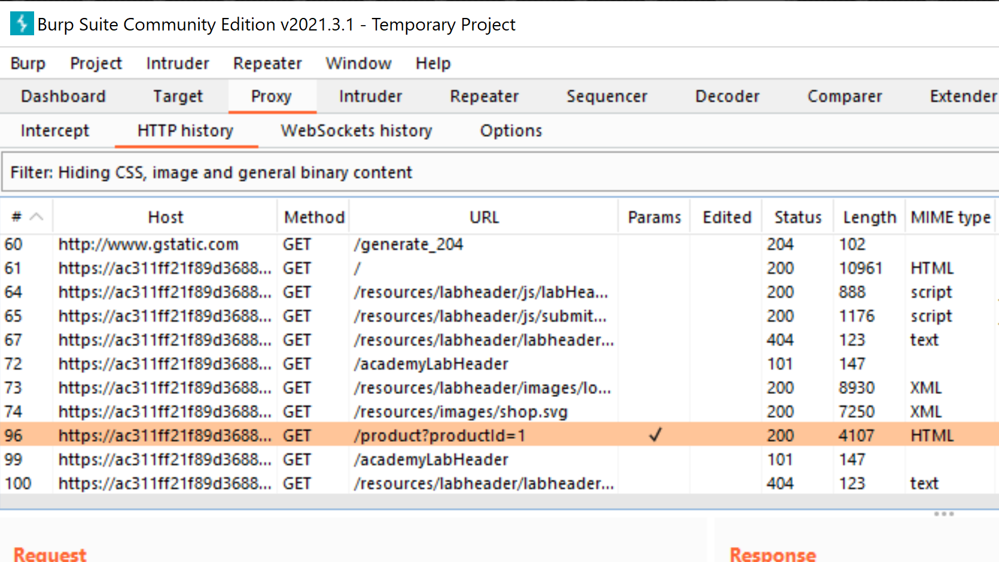 Burp Suite Community Edition v2021.3.1 - Temporary Project
Burp Project Intruder Repeater Window Help
Dashboard Target Proxy Intruder Repeater Sequencer Decoder Comparer Extender
Intercept HTTP history WebSockets history Options
Filter: Hiding CSS, image and general binary content
# Host Method URL Params Edited Status Length MIME type
60 http://www.gstatic.com GET /generate_204 204 102
61 https://ac311ff21f89d3688... GET / 200 10961 HTML
64 https://ac311ff21f89d3688... GET /resources/labheader/js/labHea... 200 888 script
65 https://ac311ff21f89d3688... GET /resources/labheader/js/submit... 200 1176 script
67 https://ac311ff21f89d3688... GET /resources/labheader/labheader... 404 123 text
72 https://ac311ff21f89d3688... GET /academyLabHeader 101 147
73 https://ac311ff21f89d3688... GET /resources/labheader/images/lo... 200 8930 XML
74 https://ac311ff21f89d3688... GET /resources/images/shop.svg 200 7250 XML
96 https://ac311ff21f89d3688... GET /product?productId=1 ✓ 200 4107 HTML
99 https://ac311ff21f89d3688... GET /academyLabHeader 101 147
100 https://ac311ff21f89d3688... GET /resources/labheader/labheader... 404 123 text
Request Response